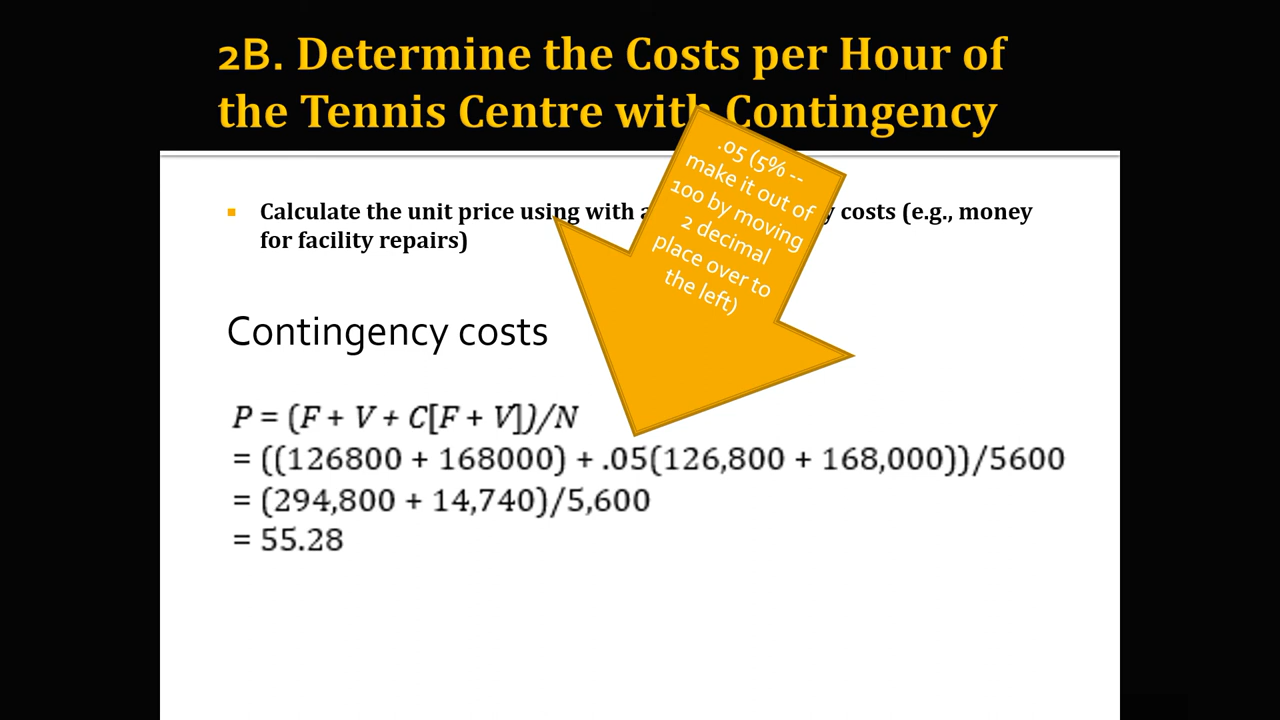 2B. Determine the Costs per Hour of
the Tennis Centre with Contingency
.05 (5% --
make it out of
100 by moving
2 decimal
place over to
the left)
Calculate the unit price using with costs (e.g., money
for facility repairs)
Contingency costs
P = (F + V + C[F + V])/N
= ((126800 + 168000) + .05(126,800 + 168,000))/5600
= (294,800 + 14,740)/5,600
= 55.28